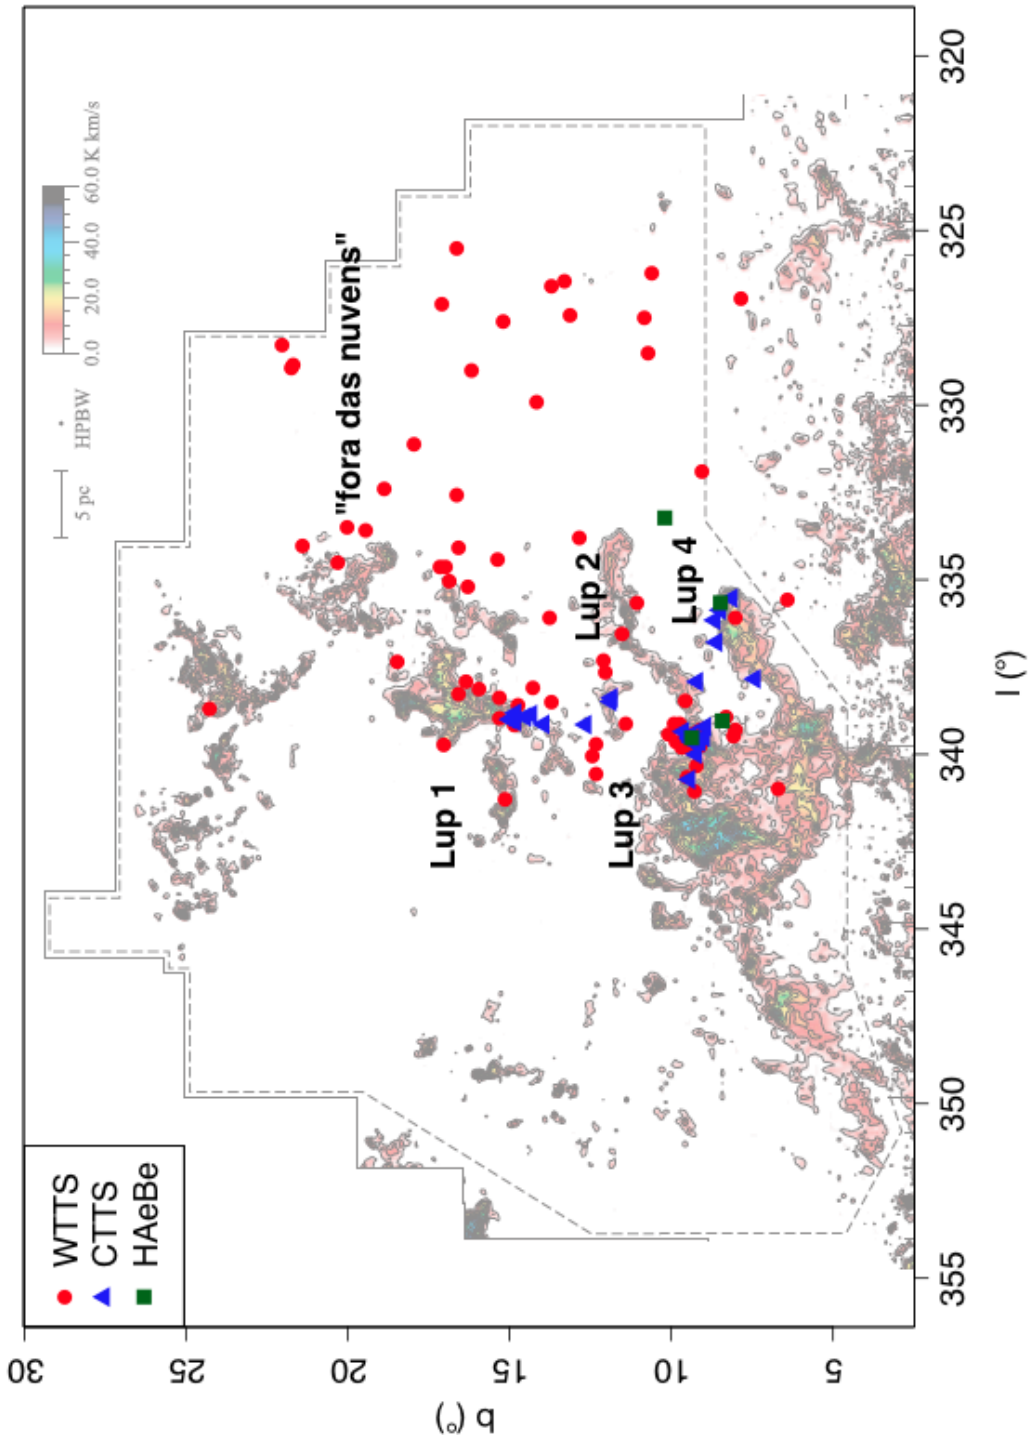 WTTS
CTTS
HAeBe
5 pc
HPBW
0.0 20.0 40.0 60.0 K km/s
"fora das nuvens"
Lup 1
Lup 2
Lup 3
Lup 4
b (°)
30
25
20
15
10
5
l (°)
355 350 345 340 335 330 325 320